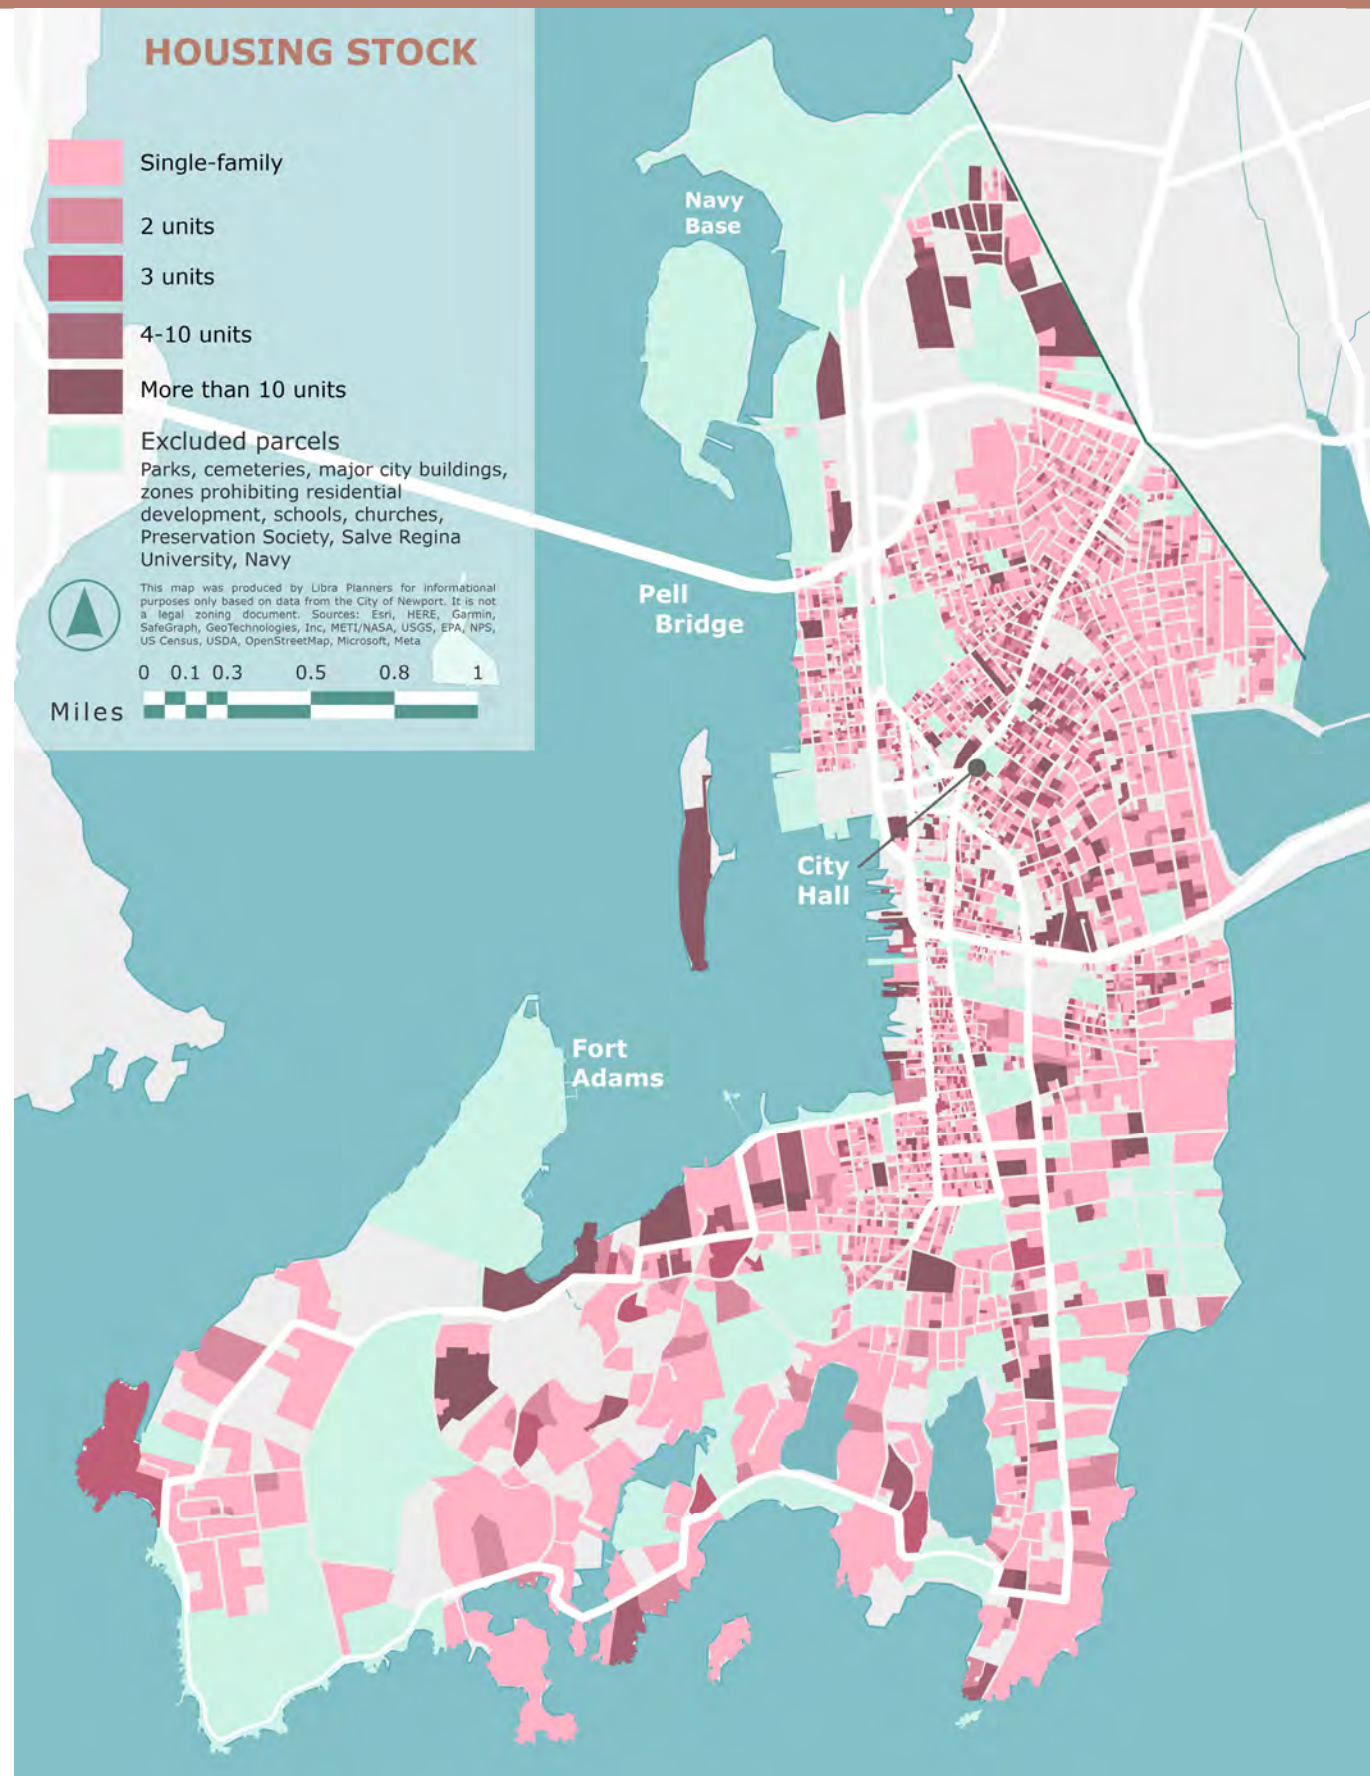 HOUSING STOCK
Single-family
2 units
3 units
4-10 units
More than 10 units
Excluded parcels
Parks, cemeteries, major city buildings,
zones prohibiting residential
development, schools, churches,
Preservation Society, Salve Regina
University, Navy
This map was produced by Libra Planners for informational
purposes only based on data from the City of Newport. It is not
a legal zoning document. Sources: Esri, HERE, Garmin,
SafeGraph, GeoTechnologies, Inc, METI/NASA, USGS, EPA, NPS,
US Census, USDA, OpenStreetMap, Microsoft, Meta
0 0.1 0.3 0.5 0.8 1
Miles
Navy
Base
Pell
Bridge
City
Hall
Fort
Adams